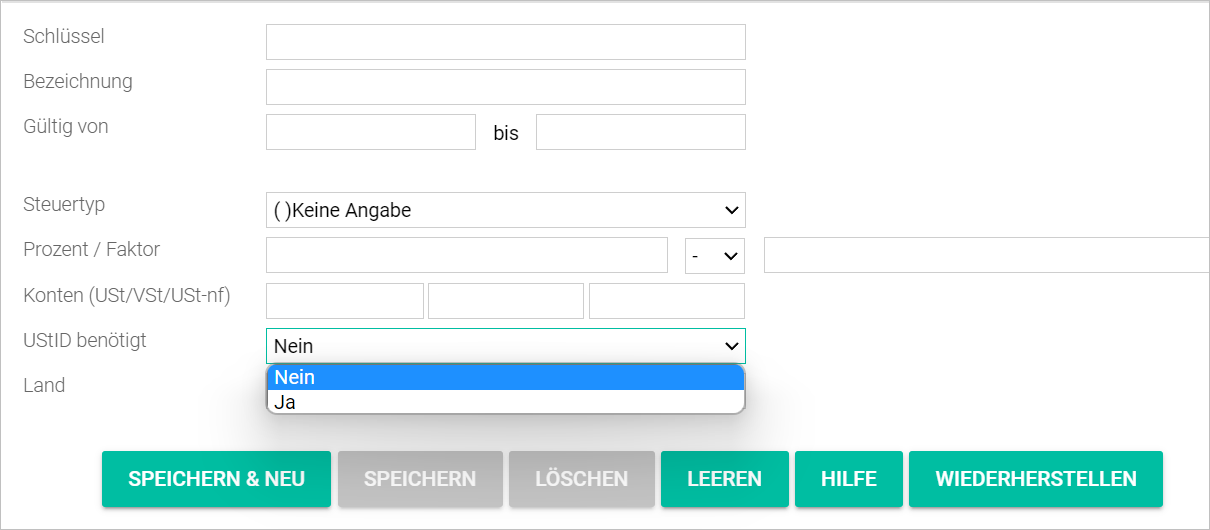 Schlüssel
Bezeichnung
Gültig von bis
Steuertyp ( )Keine Angabe
Prozent / Faktor -
Konten (USt/VSt/USt-nf)
UStID benötigt Nein
Nein
Land
Ja
SPEICHERN & NEU SPEICHERN LÖSCHEN LEEREN HILFE WIEDERHERSTELLEN